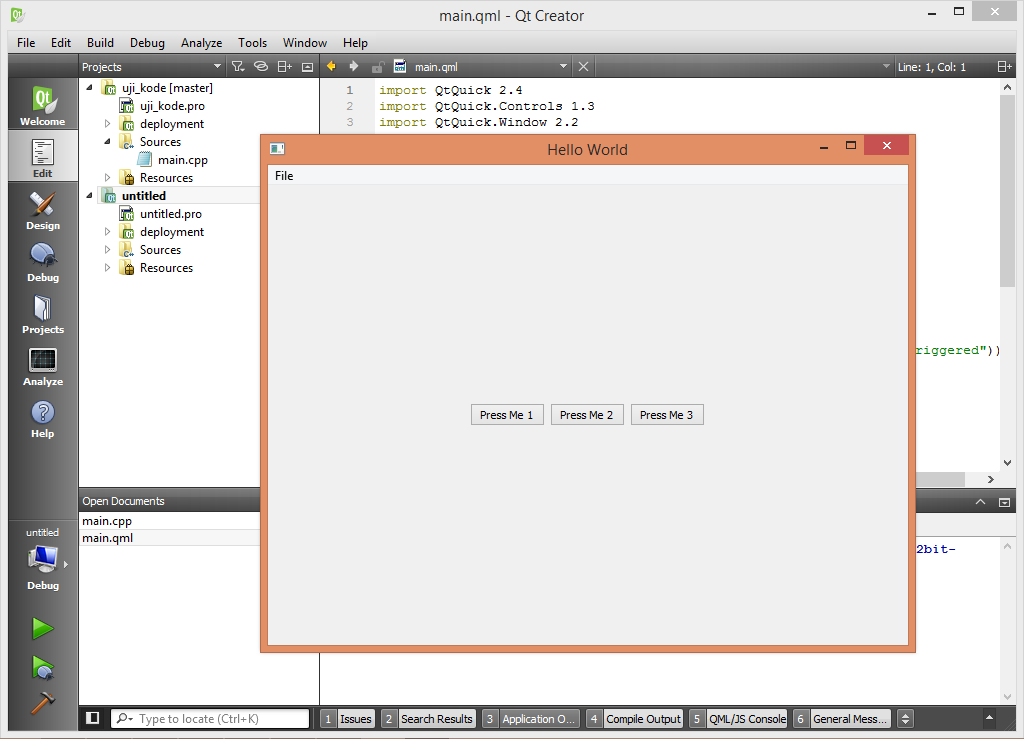 main.qml - Qt Creator
File Edit Build Debug Analyze Tools Window Help
Projects
main.qml
Line: 1, Col: 1
Qt
Welcome
Edit
Design
Debug
Projects
Analyze
Help
untitled
Debug
uji_kode [master]
uji_kode.pro
deployment
Sources
main.cpp
Resources
untitled
untitled.pro
deployment
Sources
Resources
1 import QtQuick 2.4
2 import QtQuick.Controls 1.3
3 import QtQuick.Window 2.2
riggered"))
Hello World
File
Press Me 1 Press Me 2 Press Me 3
Open Documents
main.cpp
main.qml
2bit-
Type to locate (Ctrl+K)
1 Issues 2 Search Results 3 Application O... 4 Compile Output 5 QML/JS Console 6 General Mess...